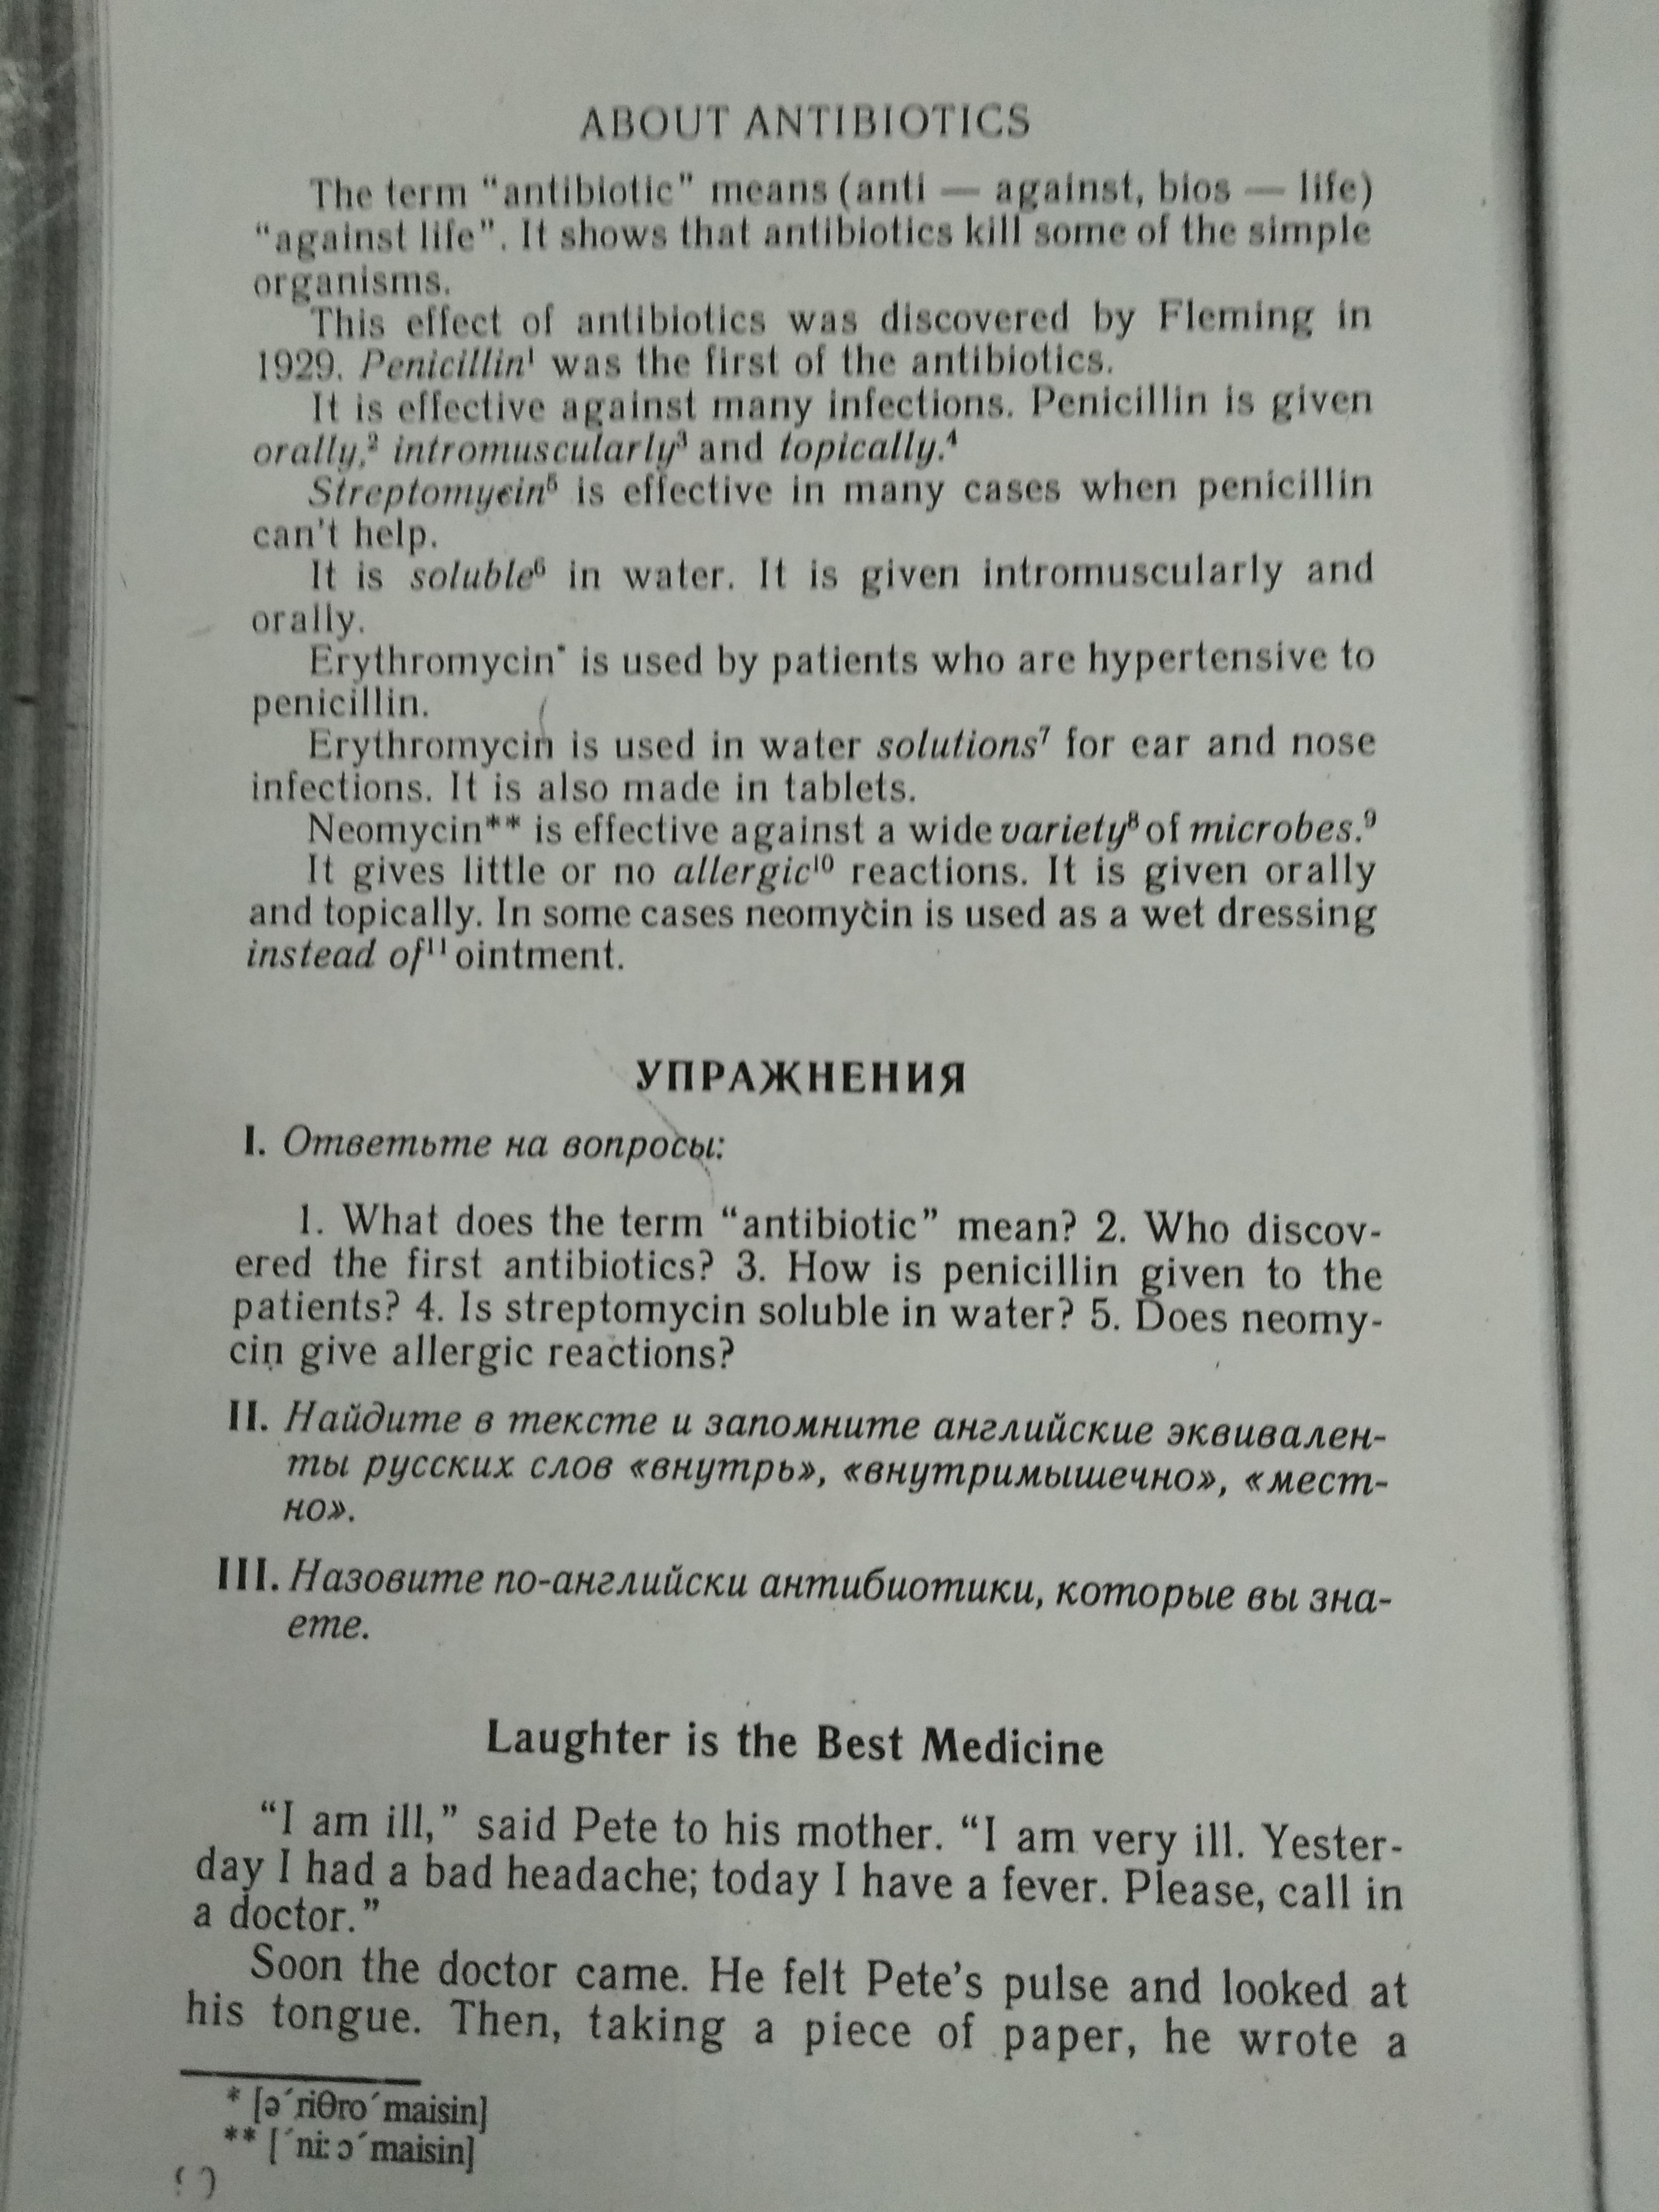 ABOUT ANTIBIOTICS
The term “antibiotic” means (anti — against, bios — life)
“against life”. It shows that antibiotics kill some of the simple
organisms.
This effect of antibiotics was discovered by Fleming in
1929. Penicillin¹ was the first of the antibiotics.
It is effective against many infections. Penicillin is given
orally,² intromuscularly³ and topically.⁴
Streptomycin⁵ is effective in many cases when penicillin
can't help.
It is soluble⁶ in water. It is given intromuscularly and
orally.
Erythromycin* is used by patients who are hypertensive to
penicillin.
Erythromycin is used in water solutions⁷ for ear and nose
infections. It is also made in tablets.
Neomycin** is effective against a wide variety⁸ of microbes.⁹
It gives little or no allergic¹⁰ reactions. It is given orally
and topically. In some cases neomycin is used as a wet dressing
instead of¹¹ ointment.
УПРАЖНЕНИЯ
I. Ответьте на вопросы:
1. What does the term “antibiotic” mean? 2. Who discov-
ered the first antibiotics? 3. How is penicillin given to the
patients? 4. Is streptomycin soluble in water? 5. Does neomy-
cin give allergic reactions?
II. Найдите в тексте и запомните английские эквивален-
ты русских слов «внутрь», «внутримышечно», «мест-
но».
III. Назовите по-английски антибиотики, которые вы зна-
ете.
Laughter is the Best Medicine
“I am ill,” said Pete to his mother. “I am very ill. Yester-
day I had a bad headache; today I have a fever. Please, call in
a doctor.”
Soon the doctor came. He felt Pete's pulse and looked at
his tongue. Then, taking a piece of paper, he wrote a
* [ə´riθro´maisin]
** [´ni:ɔ´maisin]